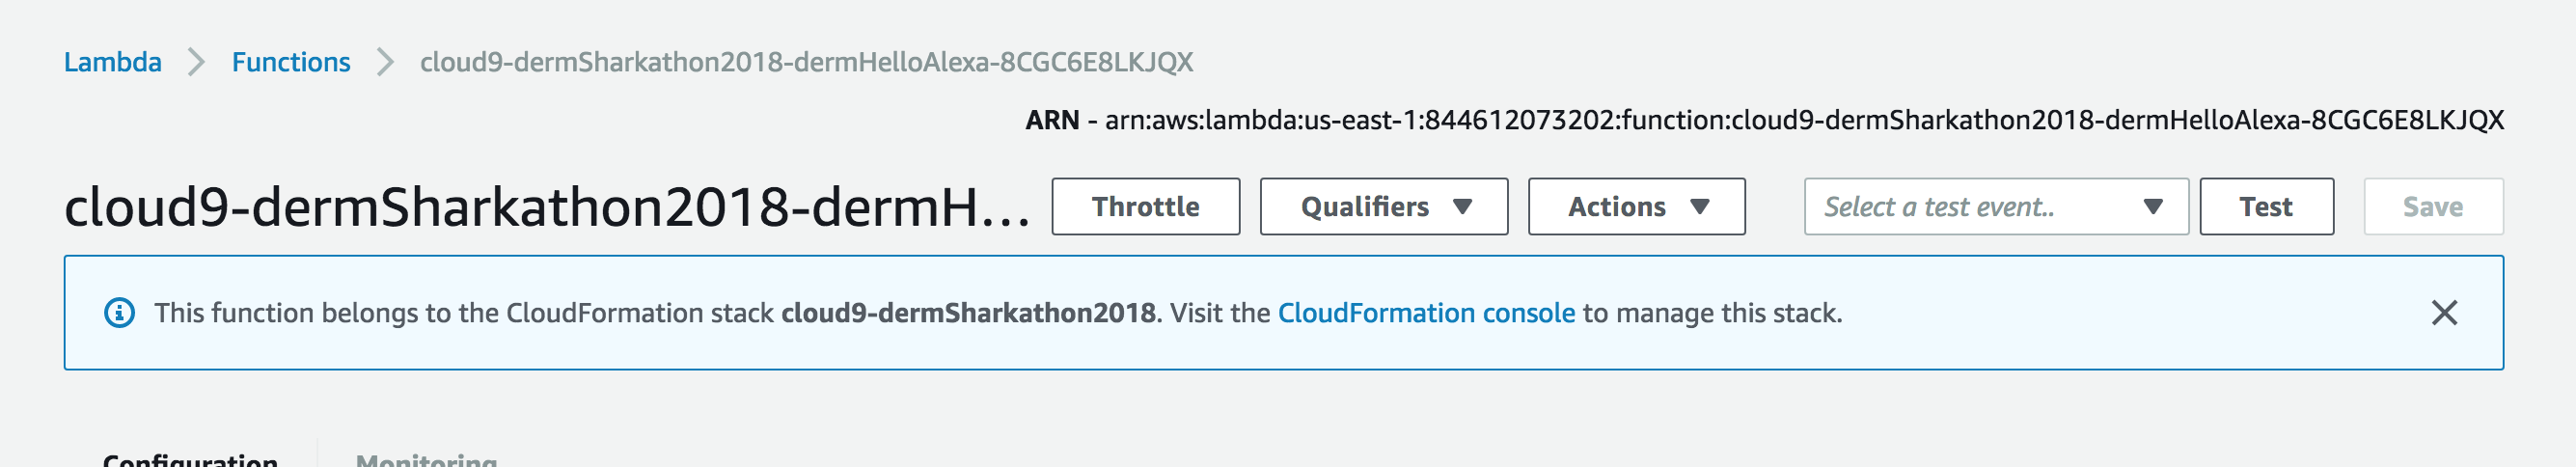 Lambda > Functions > cloud9-dermSharkathon2018-dermHelloAlexa-8CGC6E8LKJQX
ARN - arn:aws:lambda:us-east-1:844612073202:function:cloud9-dermSharkathon2018-dermHelloAlexa-8CGC6E8LKJQX
cloud9-dermSharkathon2018-dermH... Throttle Qualifiers Actions Select a test event.. Test Save
This function belongs to the CloudFormation stack cloud9-dermSharkathon2018. Visit the CloudFormation console to manage this stack.
Configuration Monitoring